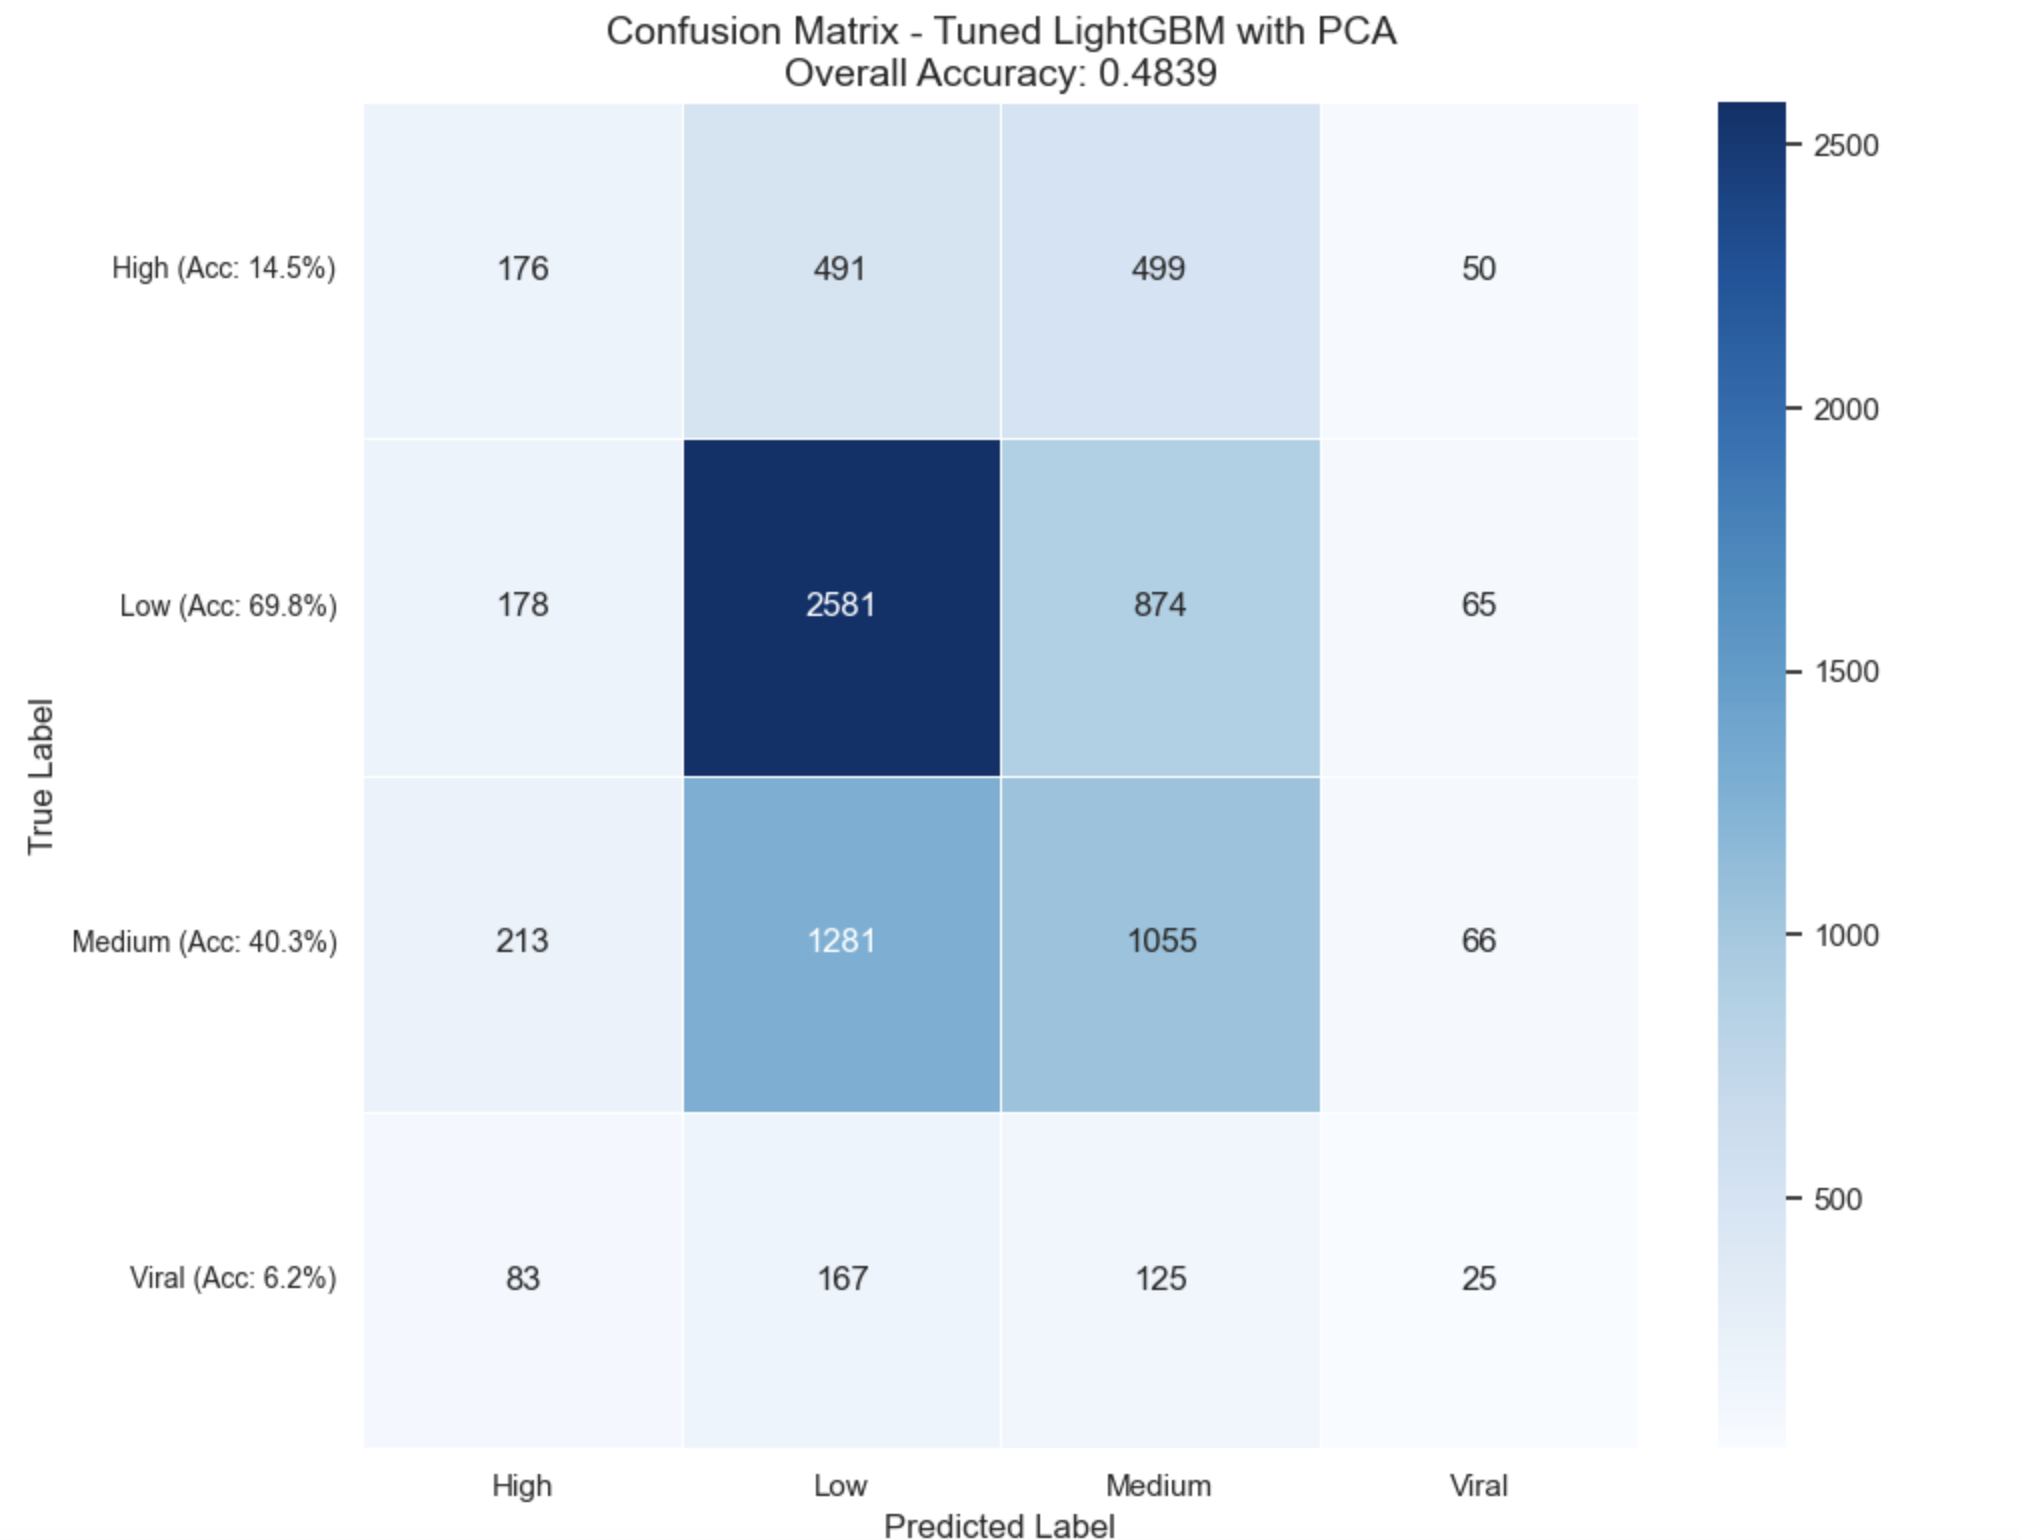 Confusion Matrix - Tuned LightGBM with PCA
Overall Accuracy: 0.4839
True Label
High (Acc: 14.5%) 176 491 499 50
Low (Acc: 69.8%) 178 2581 874 65
Medium (Acc: 40.3%) 213 1281 1055 66
Viral (Acc: 6.2%) 83 167 125 25
High Low Medium Viral
Predicted Label
2500
2000
1500
1000
500